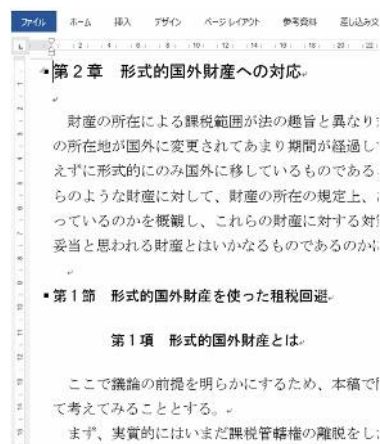 ファイル ホーム 挿入 デザイン ページ レイアウト 参考資料 差し込み文
第2章 形式的国外財産への対応
財産の所在による課税範囲が法の趣旨と異なり
の所在地が国外に変更されてあまり期間が経過して
えずに形式的にのみ国外に移しているものである
らのような財産に対して、財産の所在の規定上、
っているのかを概観し、これらの財産に対する対
妥当と思われる財産とはいかなるものであるのかに
第1節 形式的国外財産を使った租税回避
第1項 形式的国外財産とは
ここで議論の前提を明らかにするため、本稿で
て考えてみることとする。
まず、実質的にはいまだ課税管轄権の離脱をし